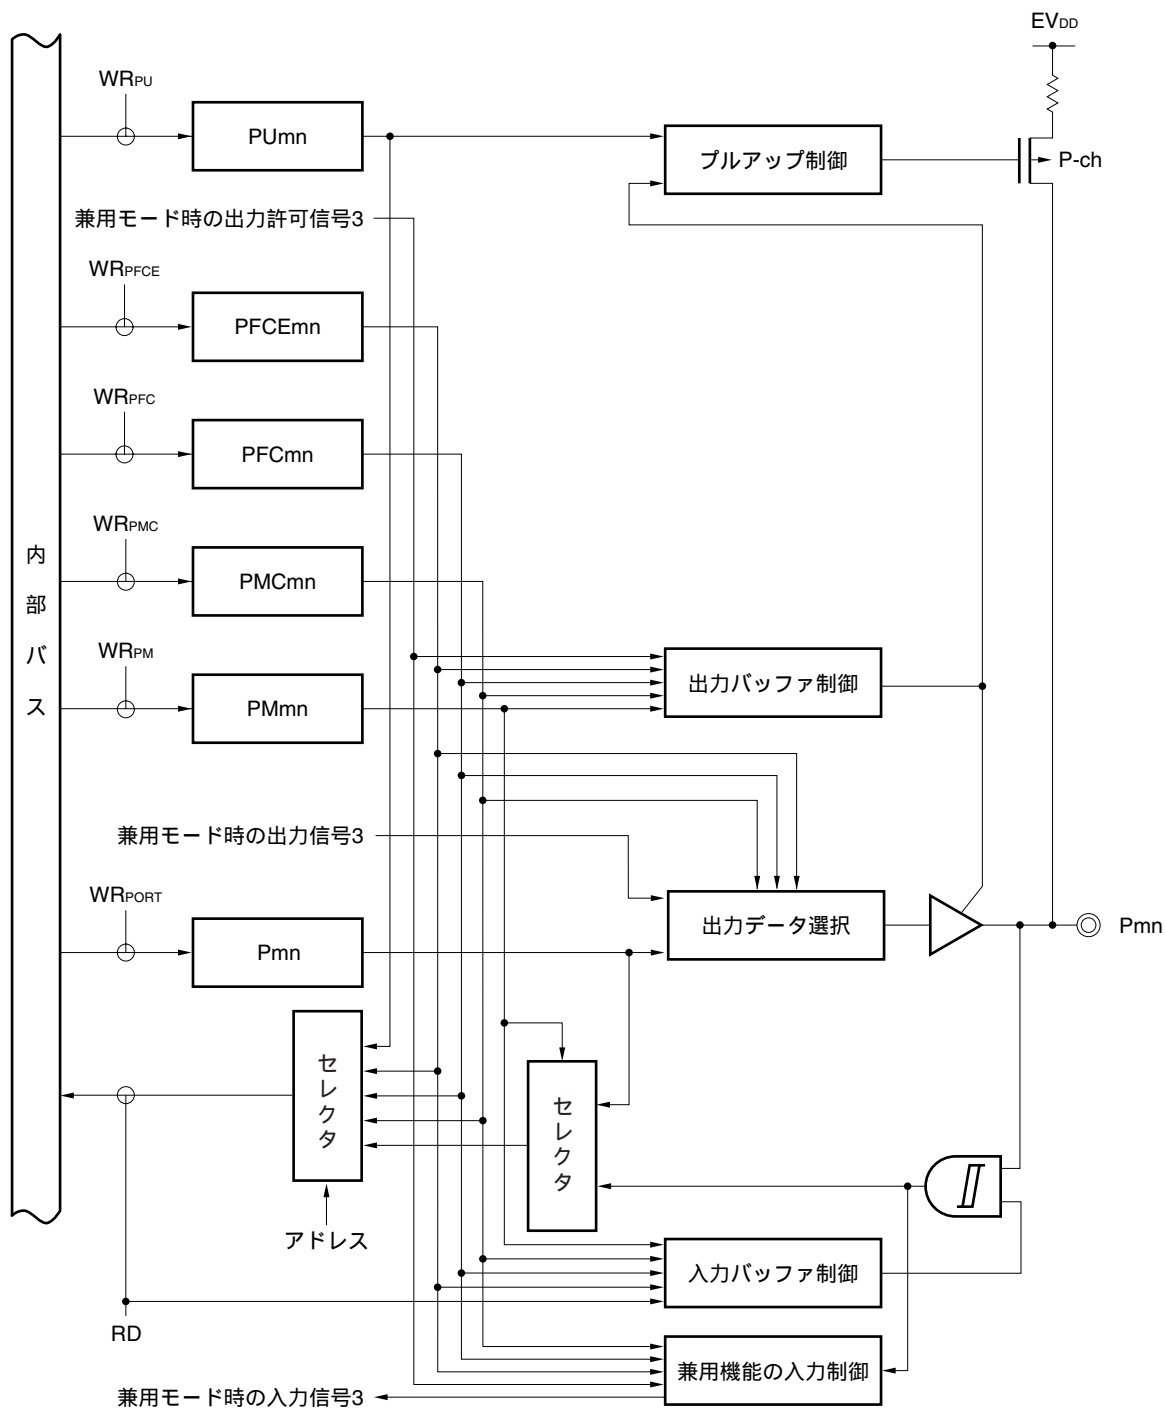 EVDD
WRPU
PUmn
プルアップ制御
P-ch
兼用モード時の出力許可信号3
WRPFCE
PFCEmn
WRPFC
PFCmn
WRPMC
PMCmn
内部バス
WRPM
PMmn
出力バッファ制御
兼用モード時の出力信号3
WRPORT
Pmn
出力データ選択
Pmn
セレクタ
セレクタ
アドレス
入力バッファ制御
RD
兼用機能の入力制御
兼用モード時の入力信号3